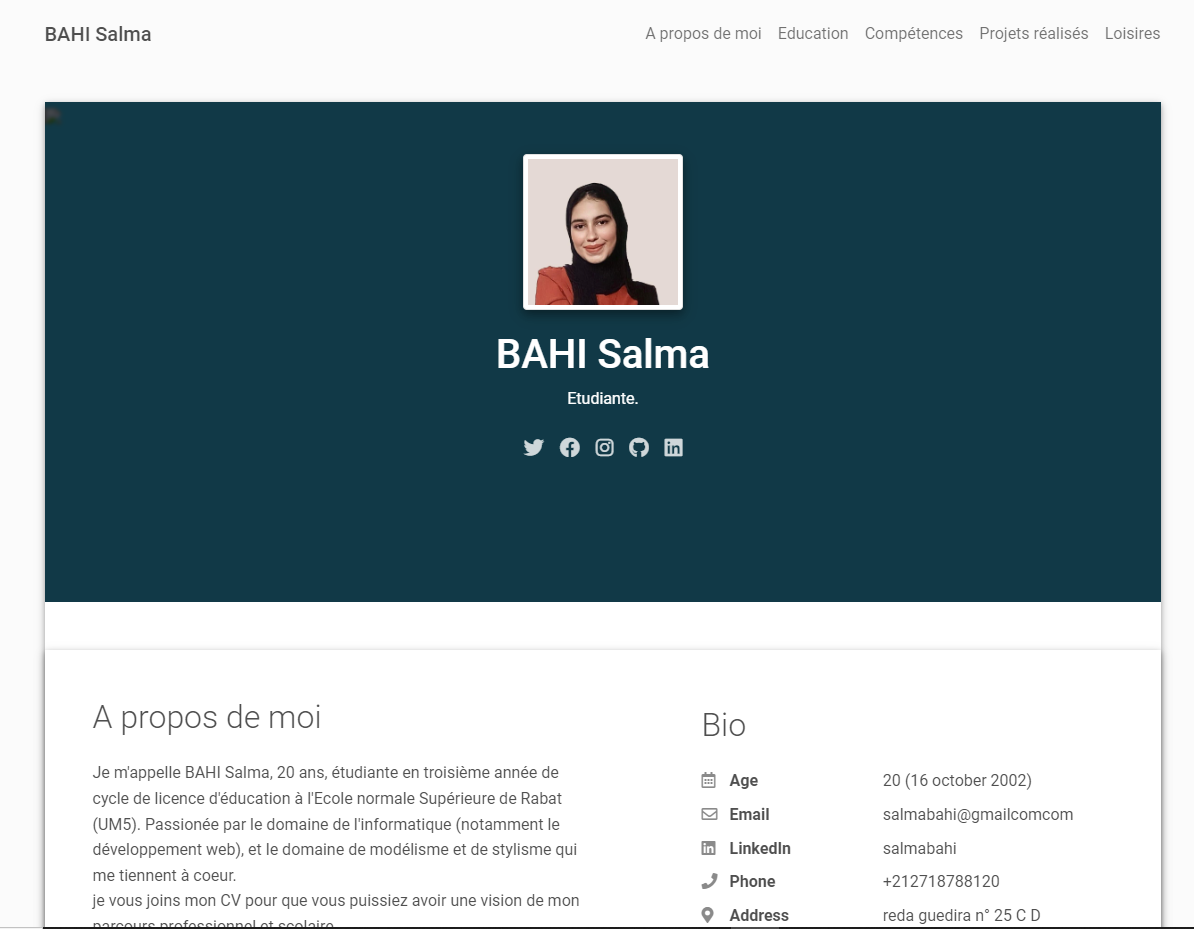 BAHI Salma
A propos de moi Education Compétences Projets réalisés Loisires
BAHI Salma
Etudiante.
A propos de moi
Je m'appelle BAHI Salma, 20 ans, étudiante en troisième année de
cycle de licence d'éducation à l'Ecole normale Supérieure de Rabat
(UM5). Passionée par le domaine de l'informatique (notamment le
développement web), et le domaine de modélisme et de stylisme qui
me tiennent à coeur.
je vous joins mon CV pour que vous puissiez avoir une vision de mon
parcours professionnel et scolaire
Bio
Age 20 (16 october 2002)
Email salmabahi@gmailcomcom
LinkedIn salmabahi
Phone +212718788120
Address reda guedira n° 25 C D